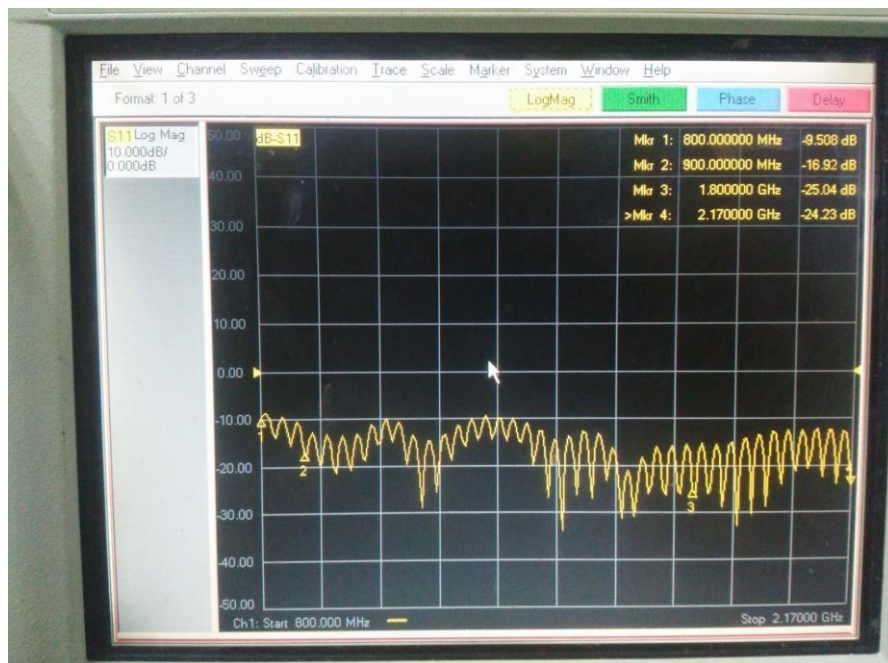 File View Channel Sweep Calibration Trace Scale Marker System Window Help
Format: 1 of 3 LogMag Smith Phase Delay
S11 Log Mag
10.000dB/
0.000dB
50.00 dB-S11
40.00
30.00
20.00
10.00
0.00
-10.00
-20.00
-30.00
-40.00
-50.00
Mkr 1: 800.000000 MHz -9.508 dB
Mkr 2: 900.000000 MHz -16.92 dB
Mkr 3: 1.800000 GHz -25.04 dB
>Mkr 4: 2.170000 GHz -24.23 dB
1
2
3
4
Ch1: Start 800.000 MHz Stop 2.17000 GHz